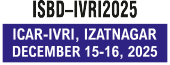 ISBD–IVRI2025
ICAR-IVRI, IZATNAGAR
DECEMBER 15-16, 2025